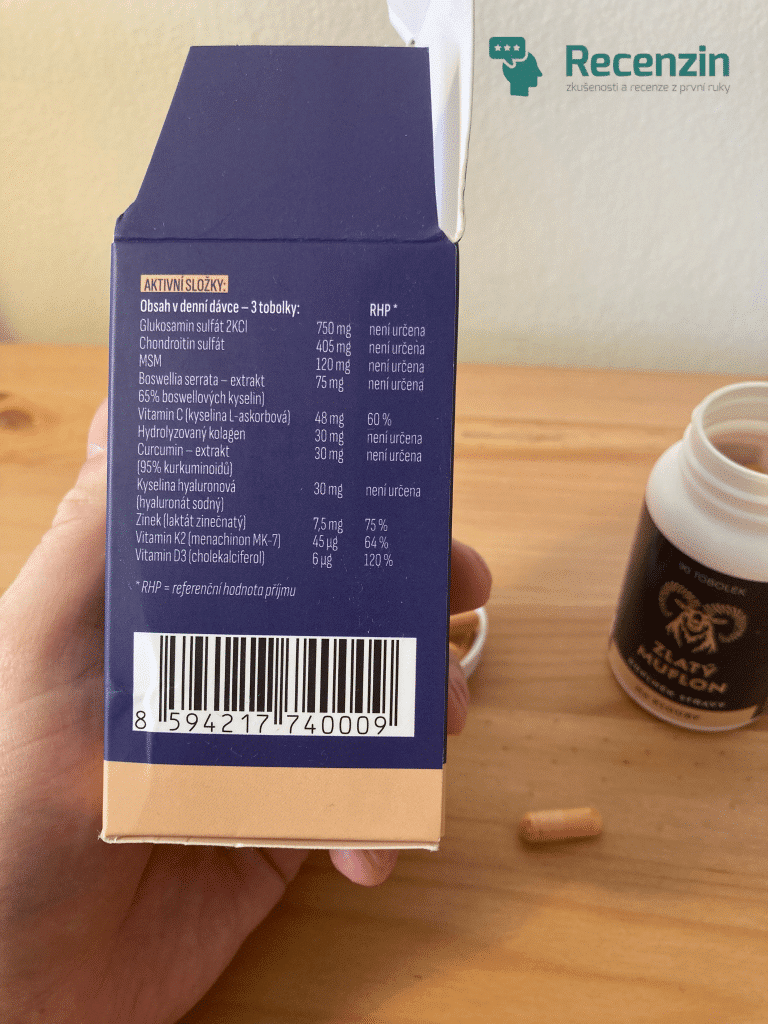 Recenzin
zkušenosti a recenze z první ruky
AKTIVNÍ SLOŽKY:
Obsah v denní dávce – 3 tobolky: RHP *
Glukosamin sulfát 2KCl 750 mg není určena
Chondroitin sulfát 405 mg není určena
MSM 120 mg není určena
Boswellia serrata – extrakt 75 mg není určena
65% boswellových kyselin)
Vitamin C (kyselina L-askorbová) 48 mg 60 %
Hydrolyzovaný kolagen 30 mg není určena
Curcumin – extrakt 30 mg není určena
(95% kurkuminoidů)
Kyselina hyaluronová 30 mg není určena
(hyaluronát sodný)
Zinek (laktát zinečnatý) 7,5 mg 75 %
Vitamin K2 (menachinon MK-7) 45 µg 64 %
Vitamin D3 (cholekalciferol) 6 µg 120 %
* RHP = referenční hodnota příjmu
8 594217 740009
90 TOBOLEK
ZLATÝ
MUFLON
DOPLNĚK STRAVY